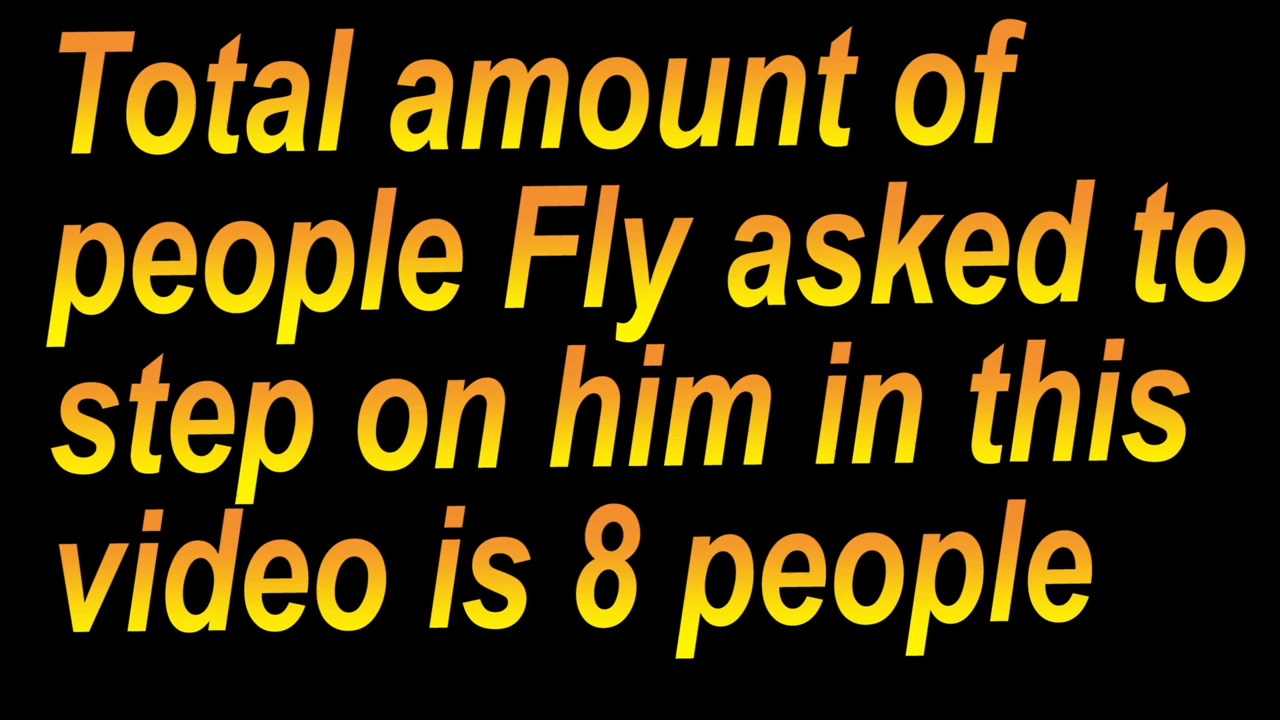 Total amount of
people Fly asked to
step on him in this
video is 8 people